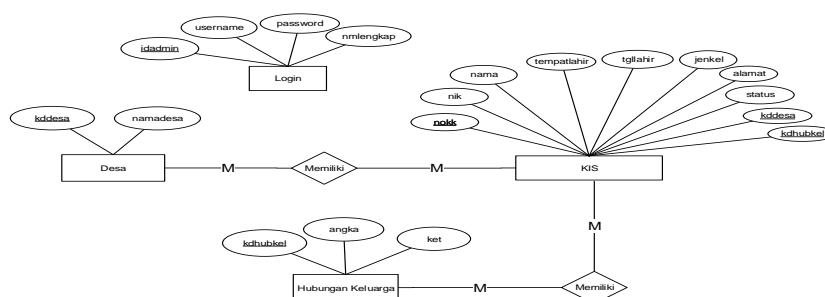 password
username
nmlengkap
idadmin
Login
tempatlahir
tgllahir
jenkel
nama
alamat
nik
status
nokk
kddesa
kdhubkel
kddesa
namadesa
Desa
M
Memiliki
M
KIS
M
kdhubkel
angka
ket
Hubungan Keluarga
M
Memiliki